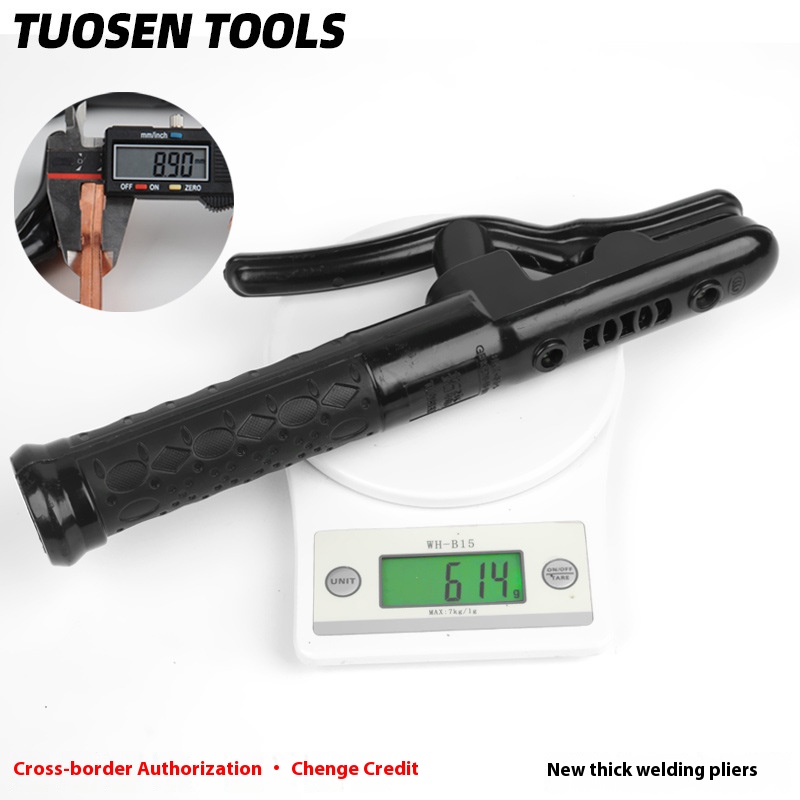 TUOSEN TOOLS
mm/inch
8.90
OFF ON ZERO
WH-B15
UNIT
614g
ON/OFF
TARE
MAX:7kg/1g
Cross-border Authorization • Chenge Credit
New thick welding pliers